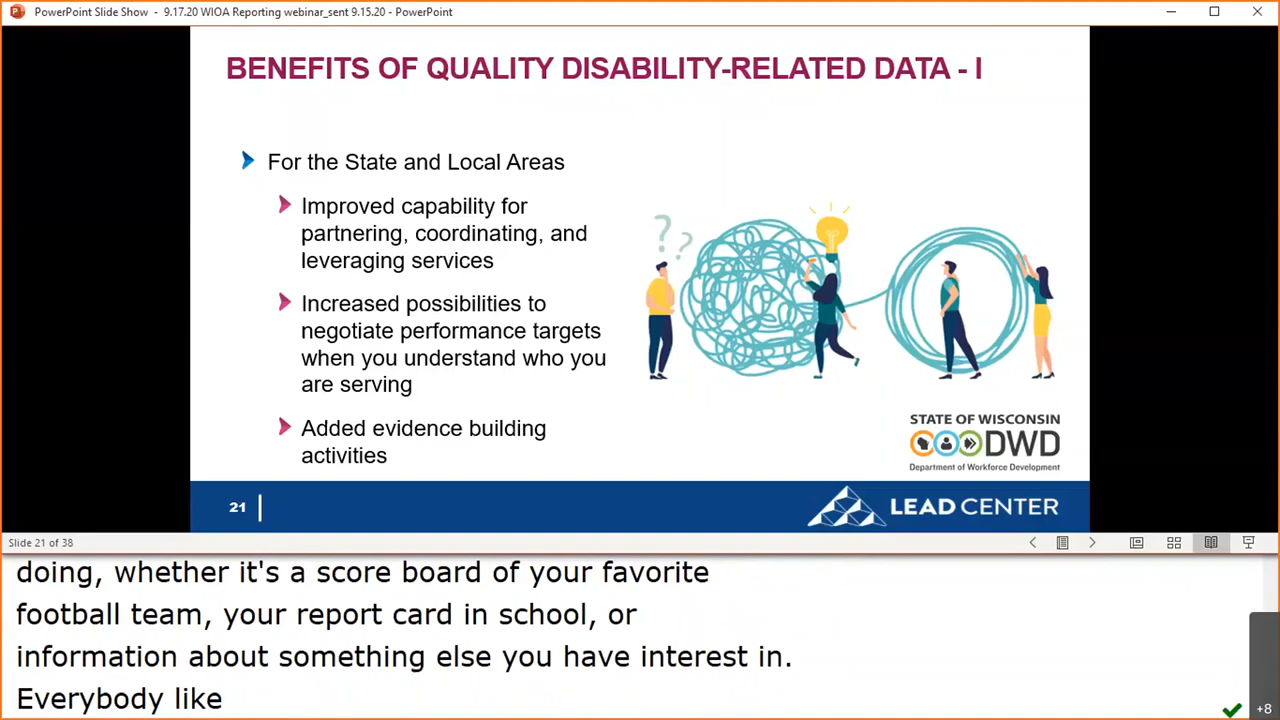 PowerPoint Slide Show - 9.17.20 WIOA Reporting webinar_sent 9.15.20 - PowerPoint
BENEFITS OF QUALITY DISABILITY-RELATED DATA - I
For the State and Local Areas
Improved capability for
partnering, coordinating, and
leveraging services
Increased possibilities to
negotiate performance targets
when you understand who you
are serving
Added evidence building
activities
? ?
STATE OF WISCONSIN
DWD
Department of Workforce Development
21
LEAD CENTER
Slide 21 of 38
doing, whether it's a score board of your favorite
football team, your report card in school, or
information about something else you have interest in.
Everybody like
+8